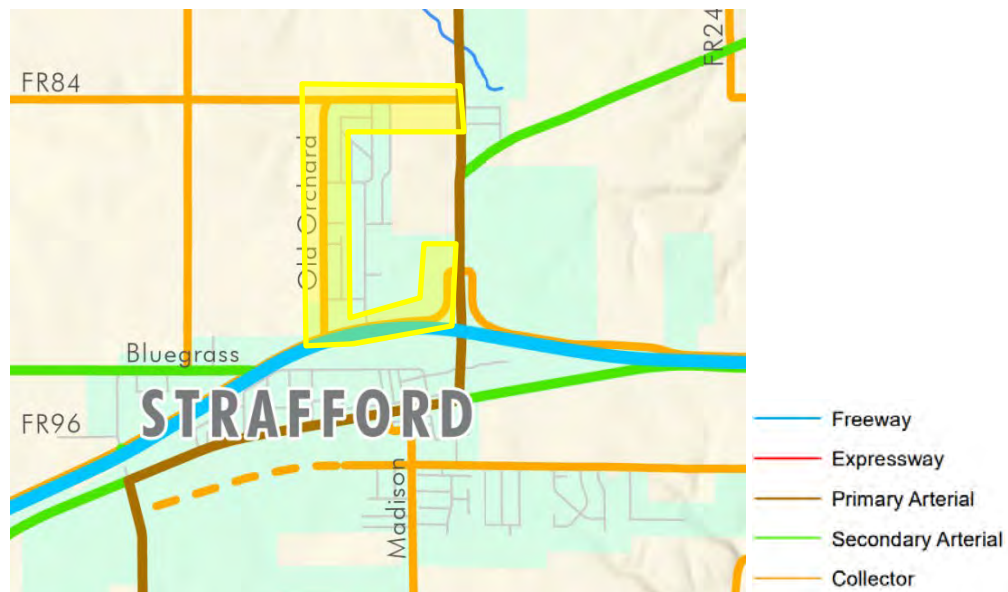 FR84
FR24
Old Orchard
Bluegrass
STRAFFORD
FR96
Madison
Freeway
Expressway
Primary Arterial
Secondary Arterial
Collector